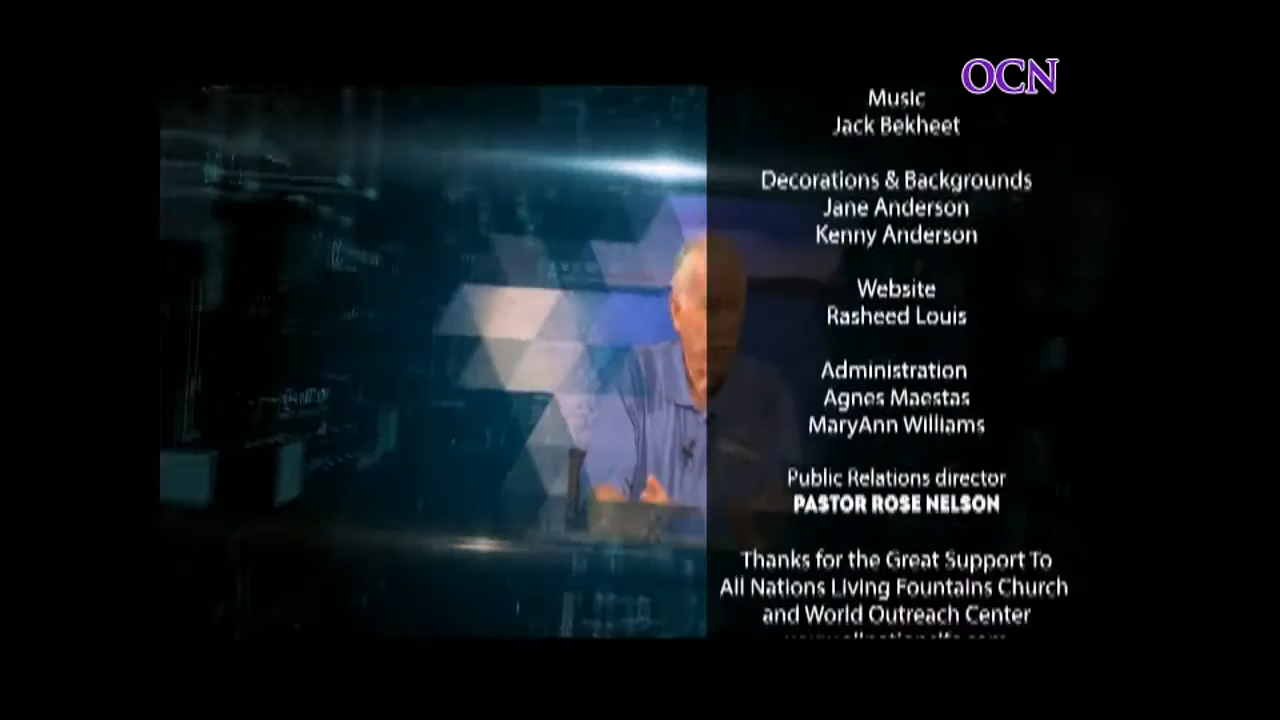 OCN
Music
Jack Bekheet
Decorations & Backgrounds
Jane Anderson
Kenny Anderson
Website
Rasheed Louis
Administration
Agnes Maestas
MaryAnn Williams
Public Relations director
PASTOR ROSE NELSON
Thanks for the Great Support To
All Nations Living Fountains Church
and World Outreach Center